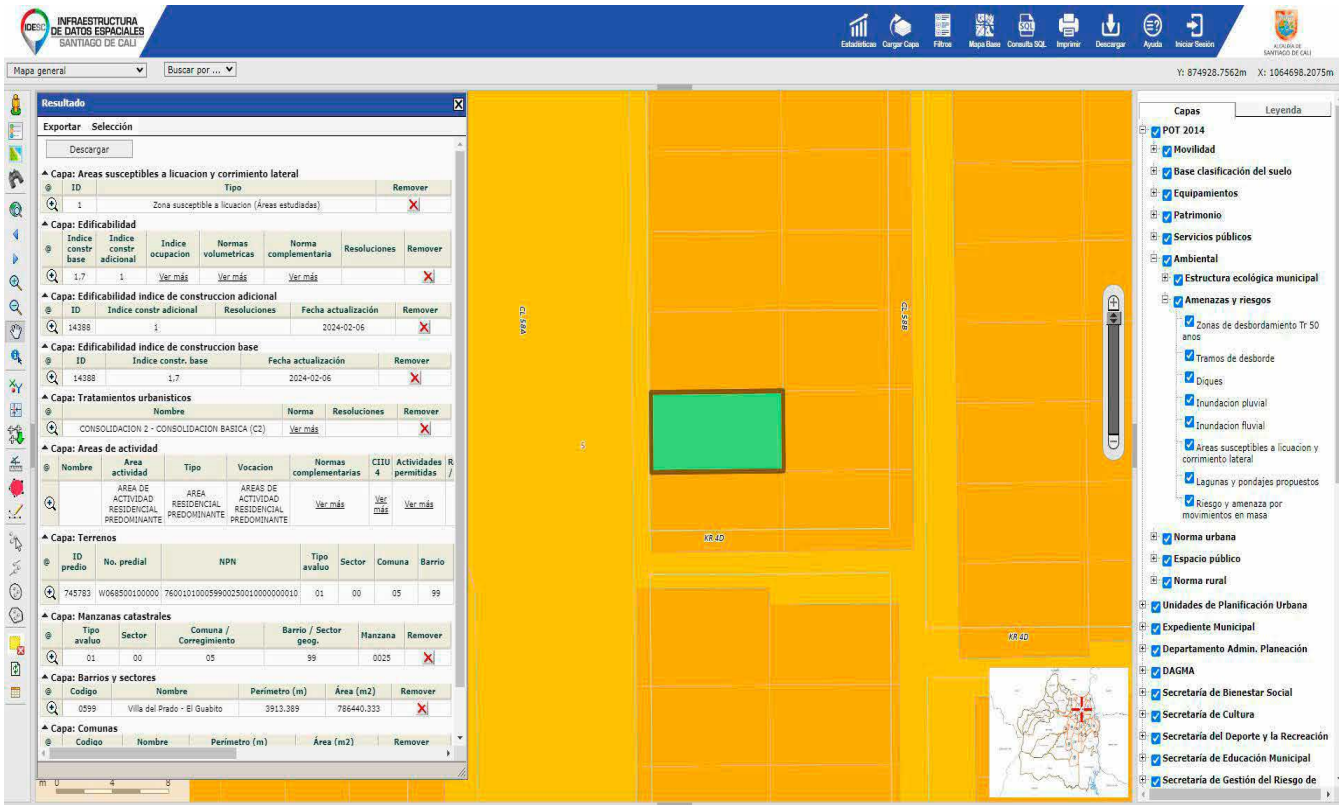 IDESC
INFRAESTRUCTURA
DE DATOS ESPACIALES
SANTIAGO DE CALI
Estadísticas Cargar Capa Filtros Mapa Base Consulta SQL Imprimir Descargar Ayuda Iniciar Sesión
SQL
ALCALDÍA DE
SANTIAGO DE CALI
Mapa general Buscar por ... Y: 874928.7562m X: 1064698.2075m
Resultado
Exportar Selección
Descargar
Capa: Areas susceptibles a licuacion y corrimiento lateral
@ ID Tipo Remover
1 Zona susceptible a licuacion (Áreas estudiadas)
Capa: Edificabilidad
@ Indice constr base Indice constr adicional Indice ocupacion Normas volumetricas Norma complementaria Resoluciones Remover
1,7 1 Ver más Ver más Ver más
Capa: Edificabilidad indice de construccion adicional
@ ID Indice constr adicional Resoluciones Fecha actualización Remover
14388 1 2024-02-06
Capa: Edificabilidad indice de construccion base
@ ID Indice constr. base Fecha actualización Remover
14388 1,7 2024-02-06
Capa: Tratamientos urbanisticos
@ Nombre Norma Resoluciones Remover
CONSOLIDACION 2 - CONSOLIDACION BASICA (C2) Ver más
Capa: Areas de actividad
@ Nombre Area actividad Tipo Vocacion Normas complementarias CIIU 4 Actividades permitidas R /
AREA DE ACTIVIDAD RESIDENCIAL PREDOMINANTE AREA RESIDENCIAL PREDOMINANTE AREAS DE ACTIVIDAD RESIDENCIAL PREDOMINANTE Ver más Ver más Ver más
Capa: Terrenos
@ ID predio No. predial NPN Tipo avaluo Sector Comuna Barrio
745783 W068500100000 760010100059900250010000000010 01 00 05 99
Capa: Manzanas catastrales
@ Tipo avaluo Sector Comuna / Corregimiento Barrio / Sector geog. Manzana Remover
01 00 05 99 0025
Capa: Barrios y sectores
@ Codigo Nombre Perímetro (m) Área (m2) Remover
0599 Villa del Prado - El Guabito 3913.389 786440.333
Capa: Comunas
@ Codigo Nombre Perímetro (m) Área (m2) Remover
m 0 4 8
CL 58A
CL 58B
5
KR 4D
KR 4D
Capas Leyenda
POT 2014
Movilidad
Base clasificación del suelo
Equipamientos
Patrimonio
Servicios públicos
Ambiental
Estructura ecológica municipal
Amenazas y riesgos
Zonas de desbordamiento Tr 50
anos
Tramos de desborde
Diques
Inundacion pluvial
Inundacion fluvial
Areas susceptibles a licuacion y
corrimiento lateral
Lagunas y pondajes propuestos
Riesgo y amenaza por
movimientos en masa
Norma urbana
Espacio público
Norma rural
Unidades de Planificación Urbana
Expediente Municipal
Departamento Admin. Planeación
DAGMA
Secretaría de Bienestar Social
Secretaría de Cultura
Secretaría del Deporte y la Recreación
Secretaría de Educación Municipal
Secretaría de Gestión del Riesgo de